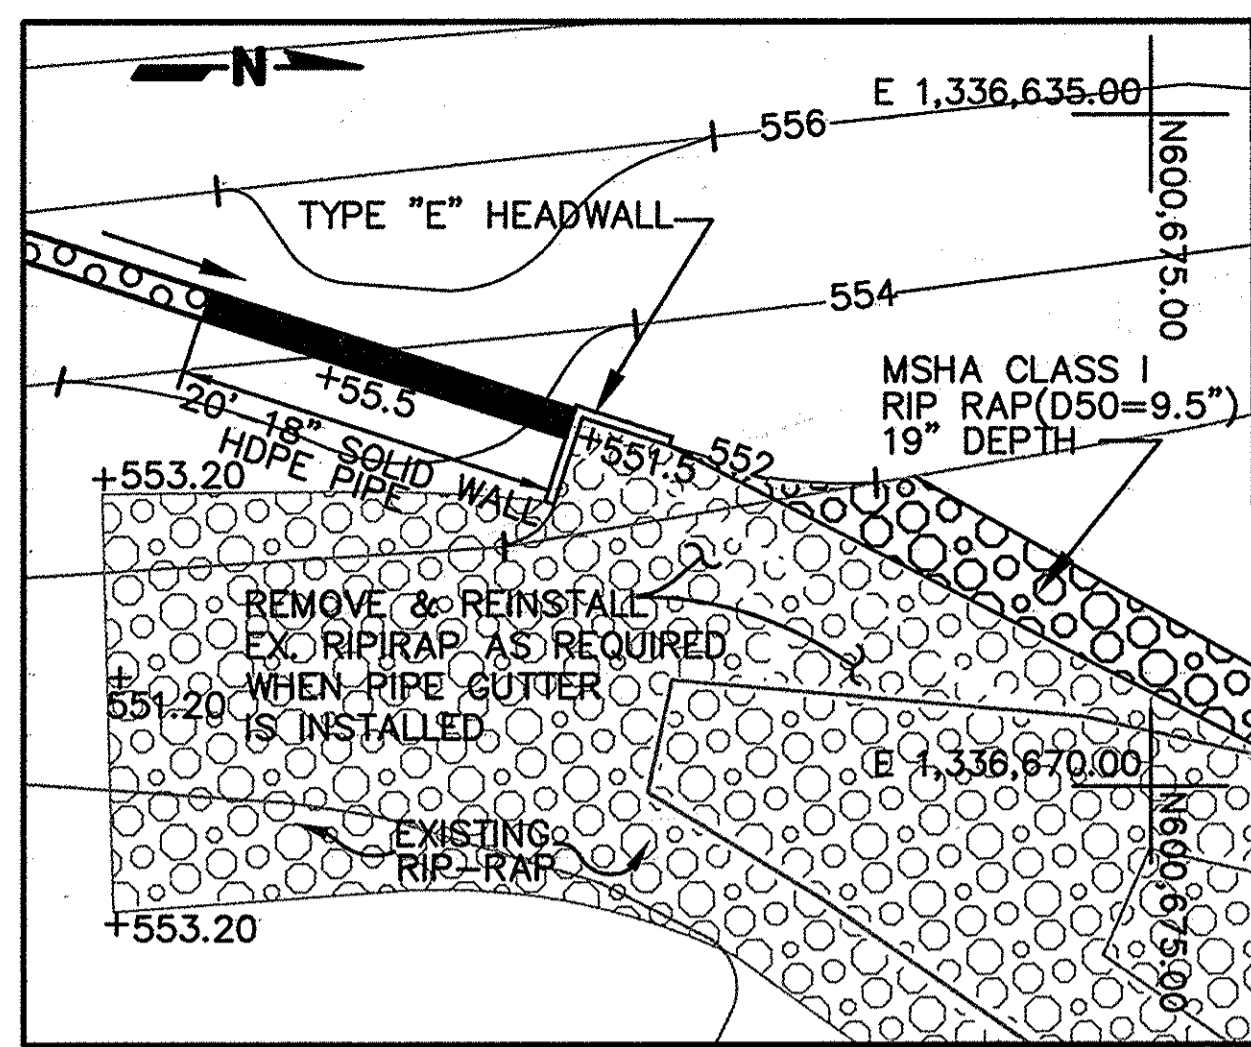 N
E 1,336,635.00
N600,675.00
556
TYPE "E" HEADWALL
554
MSHA CLASS I
RIP RAP(D50=9.5")
19" DEPTH
+55.5
20' 18" SOLID WALL
HDPE PIPE
+551.5
552
+553.20
REMOVE & REINSTALL
EX. RIPIRAP AS REQUIRED
WHEN PIPE GUTTER
IS INSTALLED
+
551.20
E 1,336,670.00
N600,675.00
EXISTING
RIP-RAP
+553.20